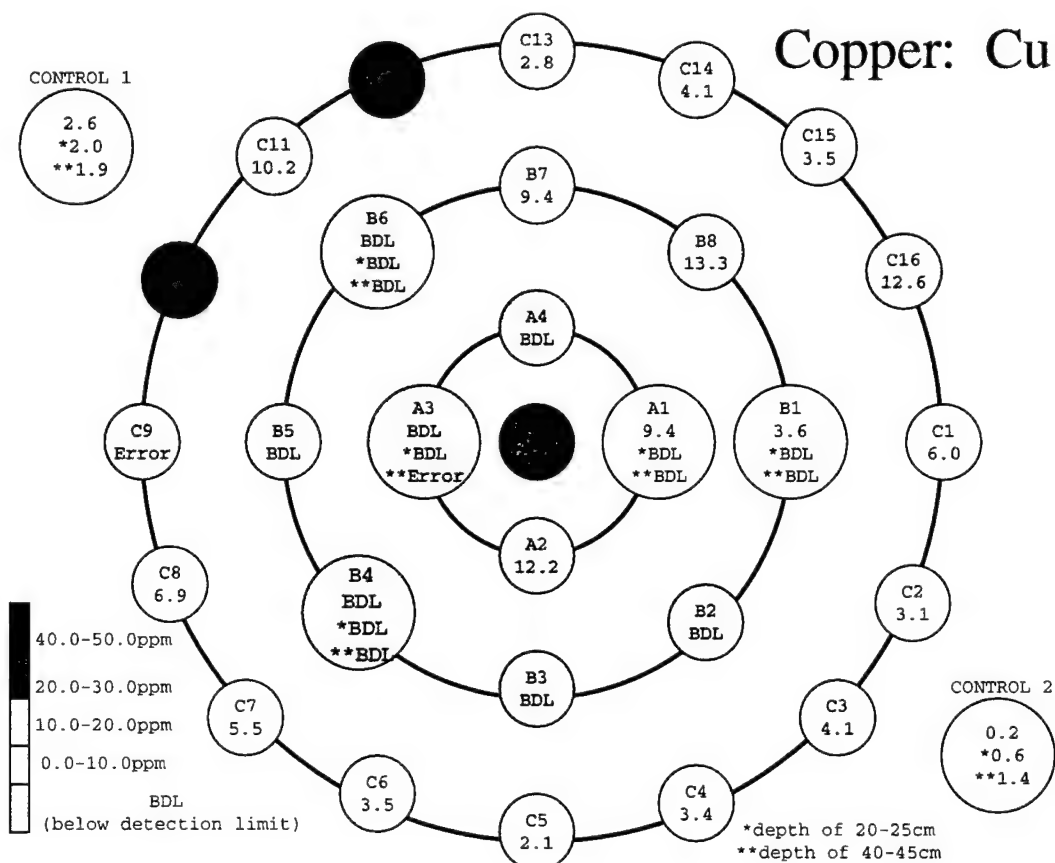 Copper: Cu
CONTROL 1
2.6
*2.0
**1.9
C13
2.8
C14
4.1
C15
3.5
C16
12.6
C11
10.2
B7
9.4
B8
13.3
B6
BDL
*BDL
**BDL
A4
BDL
A3
BDL
*BDL
**Error
A1
9.4
*BDL
**BDL
B1
3.6
*BDL
**BDL
C1
6.0
C9
Error
B5
BDL
A2
12.2
C8
6.9
B4
BDL
*BDL
**BDL
B2
BDL
C2
3.1
B3
BDL
C7
5.5
C3
4.1
C6
3.5
C5
2.1
C4
3.4
CONTROL 2
0.2
*0.6
**1.4
40.0-50.0ppm
20.0-30.0ppm
10.0-20.0ppm
0.0-10.0ppm
BDL
(below detection limit)
*depth of 20-25cm
**depth of 40-45cm